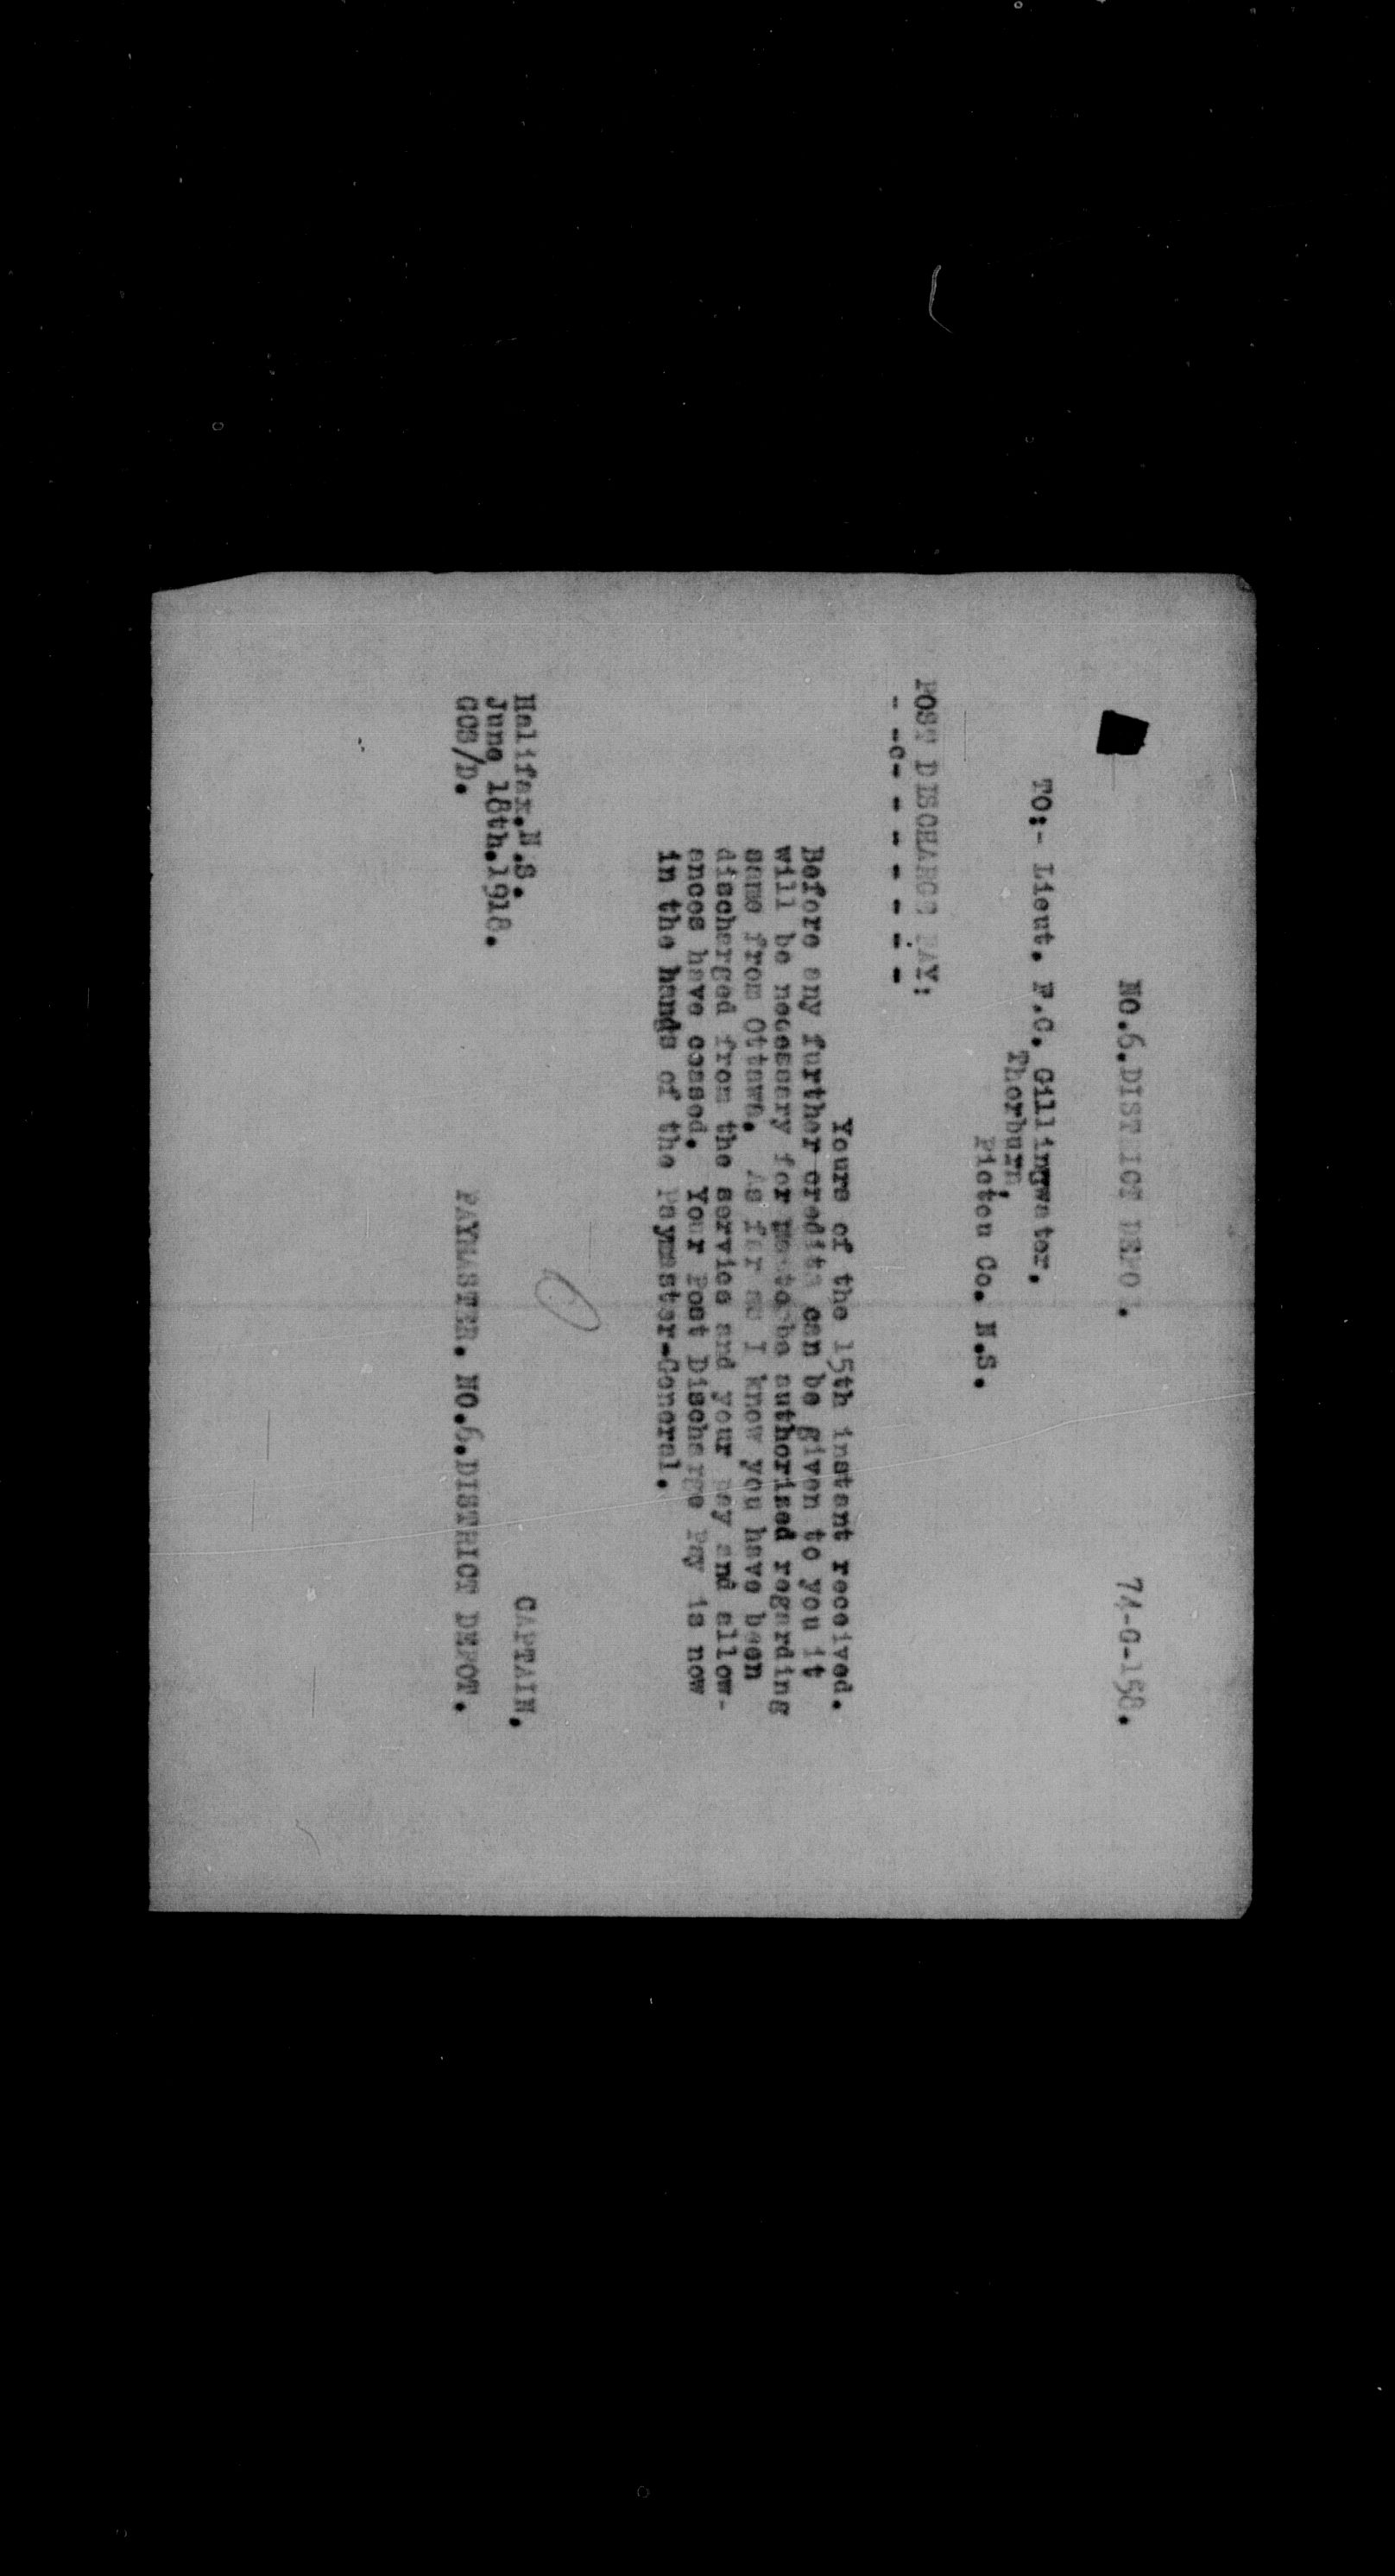 NO.6.DISTRICT DEPOT. 74-G-158.
TO:- Lieut. F.C. Gillingwater.
Thorburn,
Pictou Co. N.S.
POST DISCHARGE PAY:
- -c- - - - - - -
Yours of the 15th instant received.
Before any further credits can be given to you it
will be necessary for me to be authorised regarding
same from Ottawa. As far as I know you have been
discharged from the service and your pay and allow-
ances have ceased. Your Post Discharge Pay is now
in the hands of the Paymaster-General.
Halifax.N.S. CAPTAIN,
June 18th.1918.
GOB/D. PAYMASTER. NO.6.DISTRICT DEPOT.